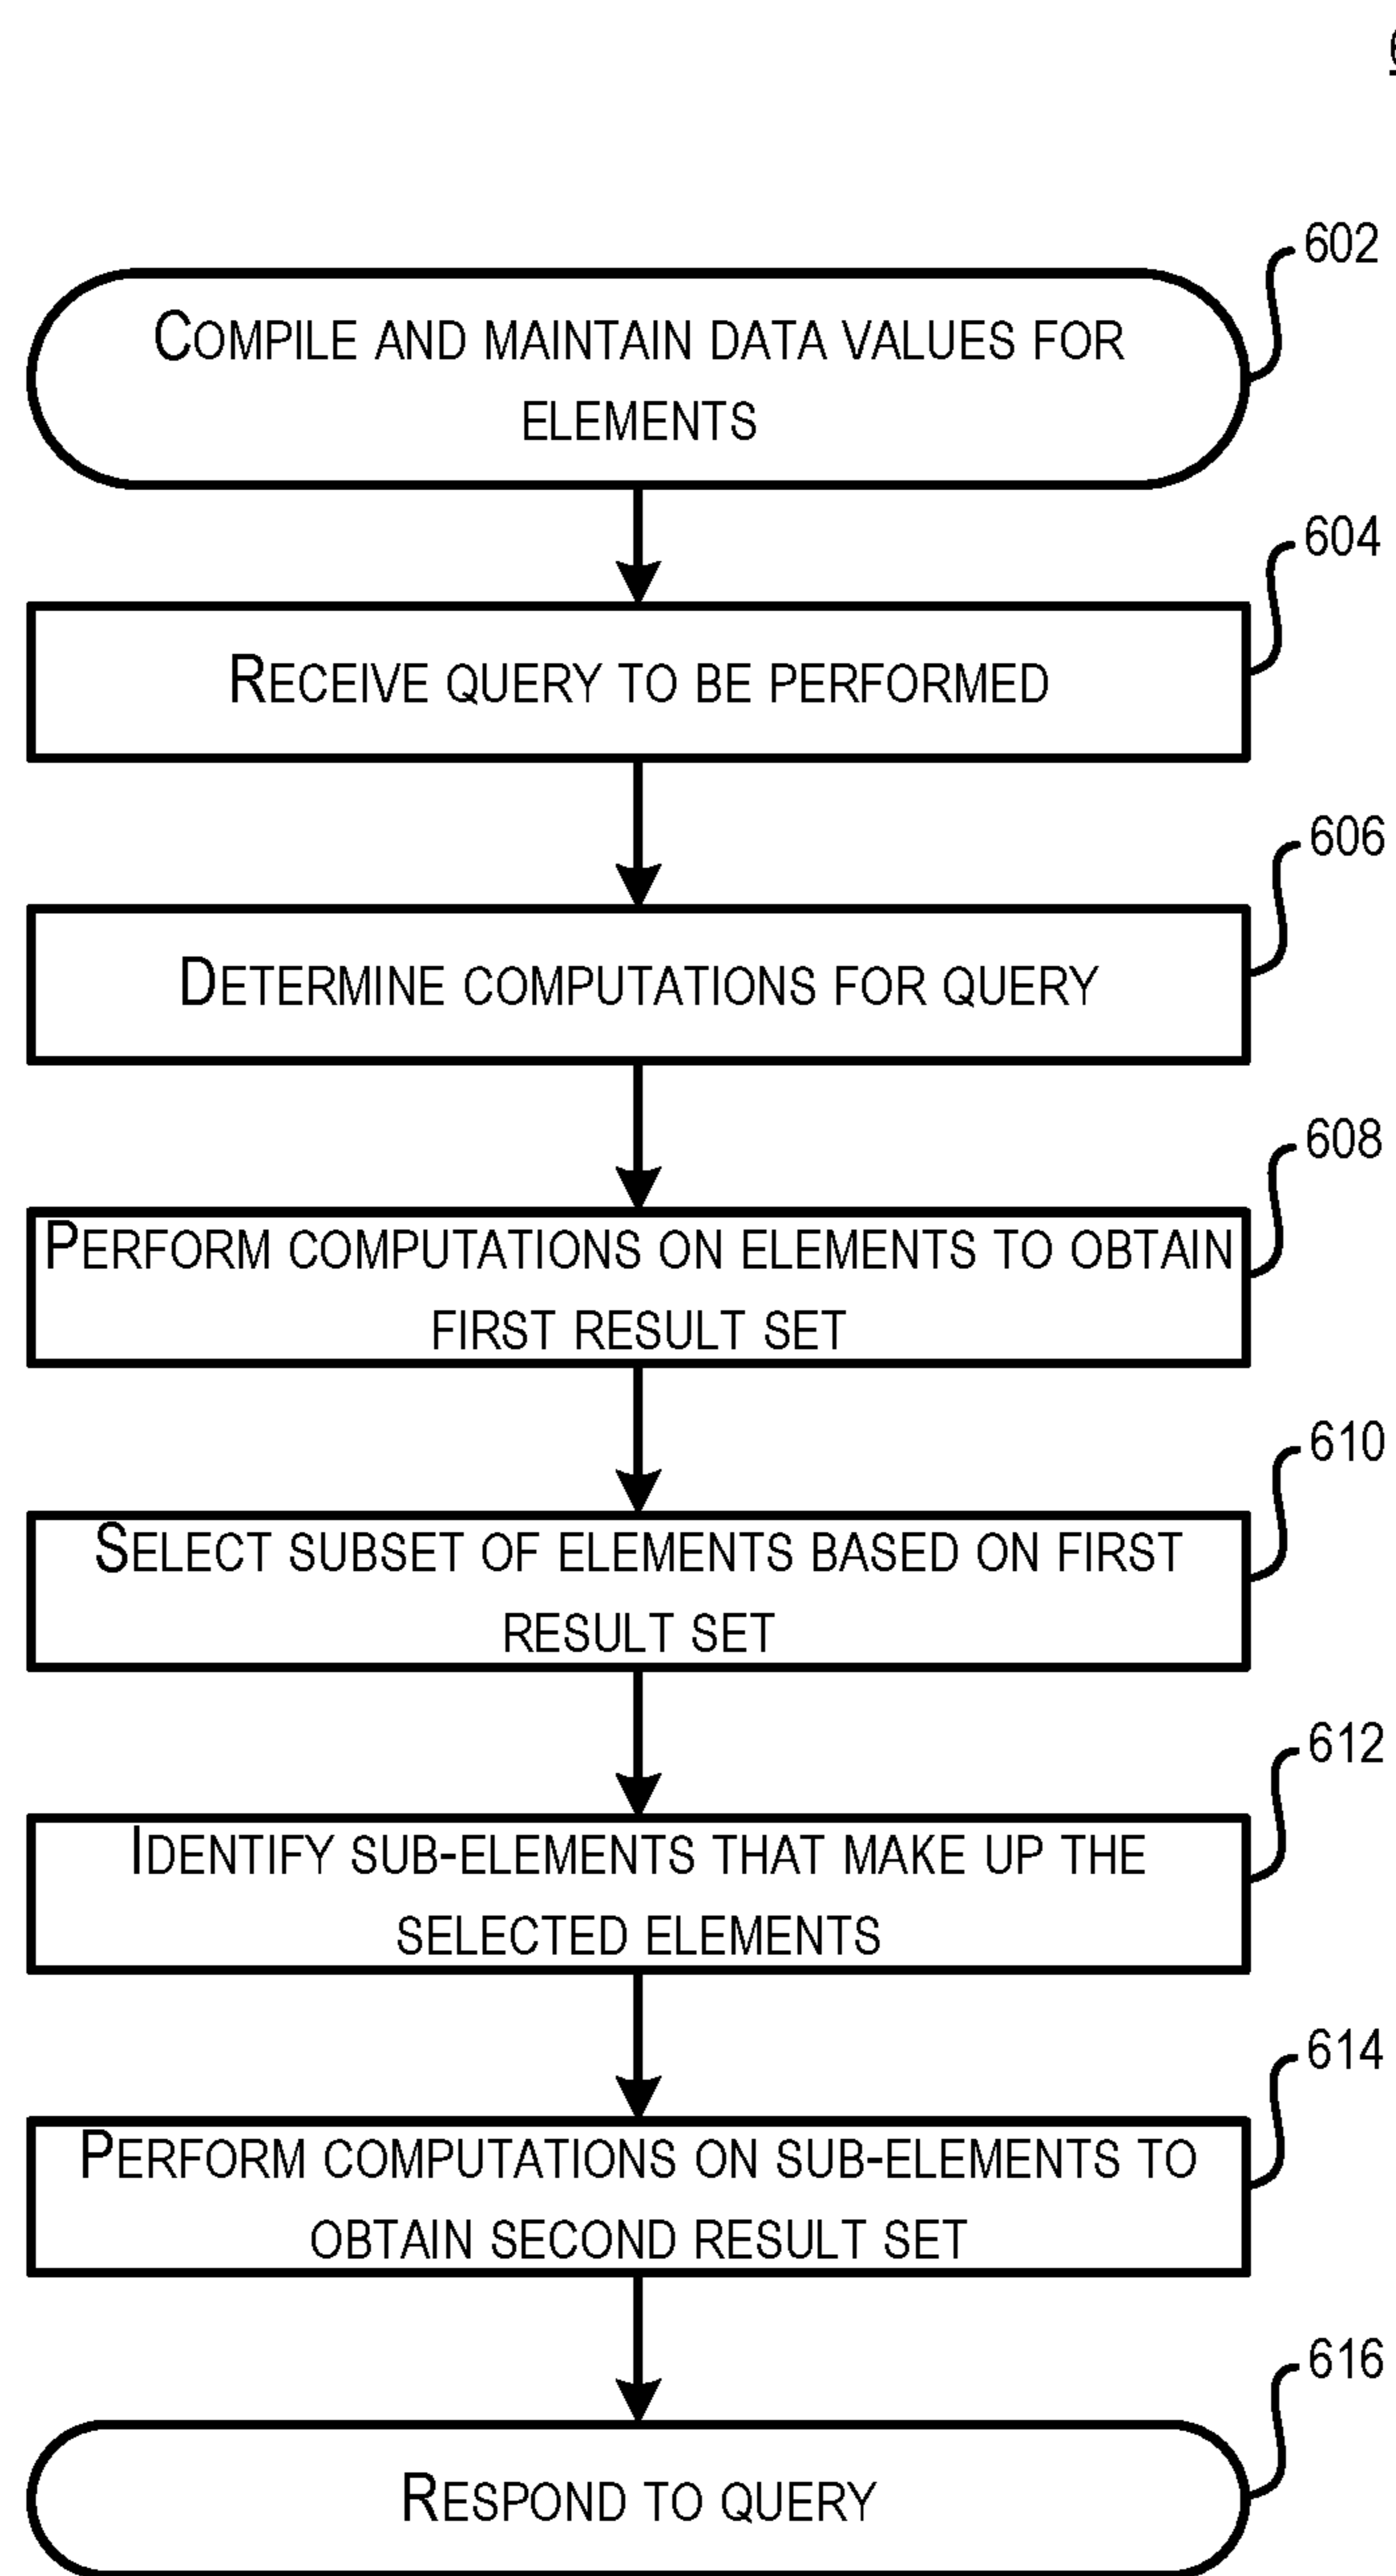 602
COMPILE AND MAINTAIN DATA VALUES FOR
ELEMENTS
604
RECEIVE QUERY TO BE PERFORMED
606
DETERMINE COMPUTATIONS FOR QUERY
608
PERFORM COMPUTATIONS ON ELEMENTS TO OBTAIN
FIRST RESULT SET
610
SELECT SUBSET OF ELEMENTS BASED ON FIRST
RESULT SET
612
IDENTIFY SUB-ELEMENTS THAT MAKE UP THE
SELECTED ELEMENTS
614
PERFORM COMPUTATIONS ON SUB-ELEMENTS TO
OBTAIN SECOND RESULT SET
616
RESPOND TO QUERY